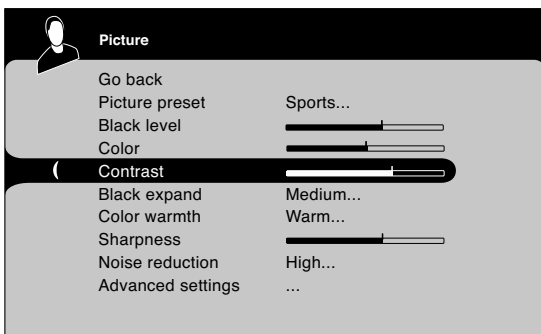 Picture
Go back
Picture preset Sports...
Black level
Color
Contrast
Black expand Medium...
Color warmth Warm...
Sharpness
Noise reduction High...
Advanced settings ...